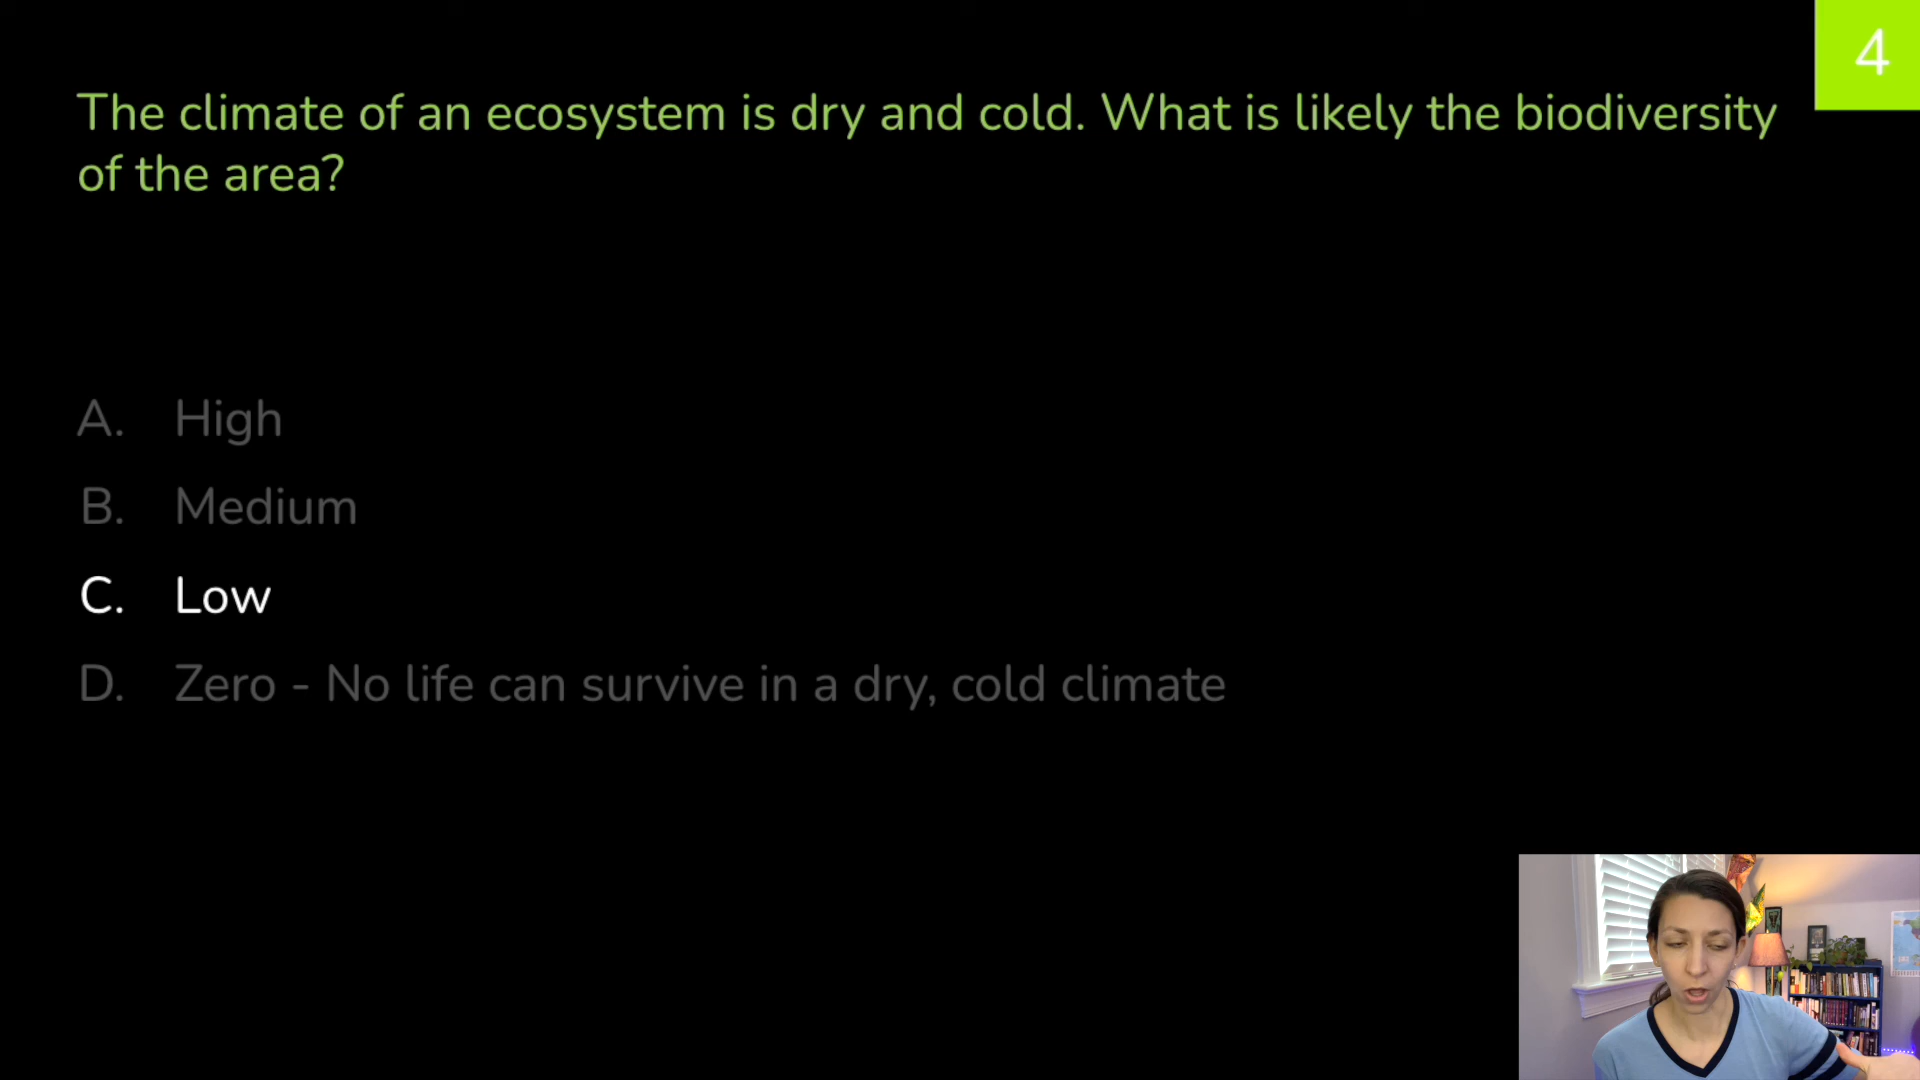 4
The climate of an ecosystem is dry and cold. What is likely the biodiversity
of the area?
A. High
B. Medium
C. Low
D. Zero - No life can survive in a dry, cold climate